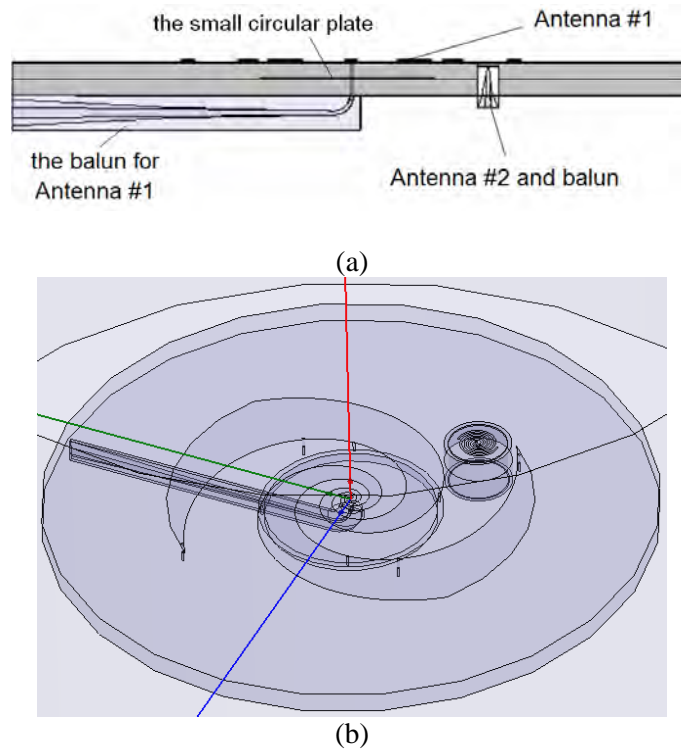 the small circular plate
Antenna #1
the balun for
Antenna #1
Antenna #2 and balun
(a)
(b)